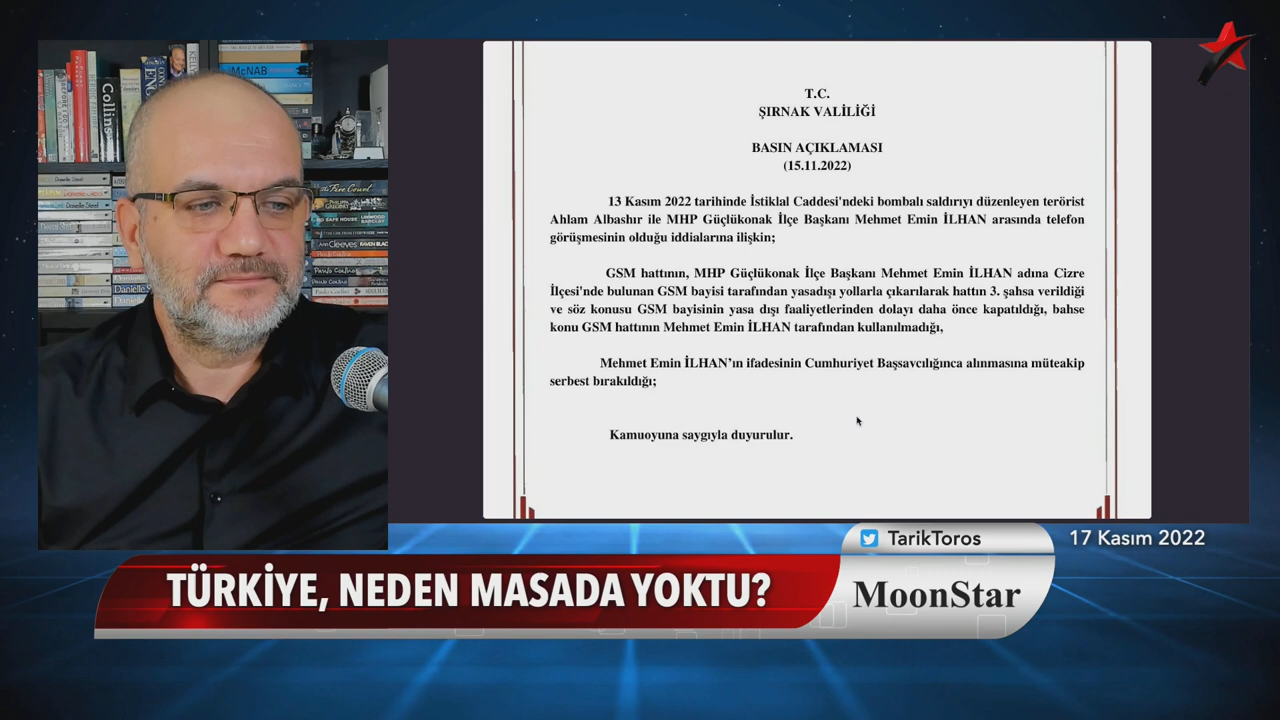 T.C.
ŞIRNAK VALİLİĞİ
BASIN AÇIKLAMASI
(15.11.2022)
13 Kasım 2022 tarihinde İstiklal Caddesi'ndeki bombalı saldırıyı düzenleyen terörist
Ahlam Albashır ile MHP Güçlükonak İlçe Başkanı Mehmet Emin İLHAN arasında telefon
görüşmesinin olduğu iddialarına ilişkin;
GSM hattının, MHP Güçlükonak İlçe Başkanı Mehmet Emin İLHAN adına Cizre
İlçesi'nde bulunan GSM bayisi tarafından yasadışı yollarla çıkarılarak hattın 3. şahsa verildiği
ve söz konusu GSM bayisinin yasa dışı faaliyetlerinden dolayı daha önce kapatıldığı, bahse
konu GSM hattının Mehmet Emin İLHAN tarafından kullanılmadığı,
Mehmet Emin İLHAN’ın ifadesinin Cumhuriyet Başsavcılığınca alınmasına müteakip
serbest bırakıldığı;
Kamuoyuna saygıyla duyurulur.
Collins
McNAB
TarikToros
17 Kasım 2022
TÜRKİYE, NEDEN MASADA YOKTU?
MoonStar